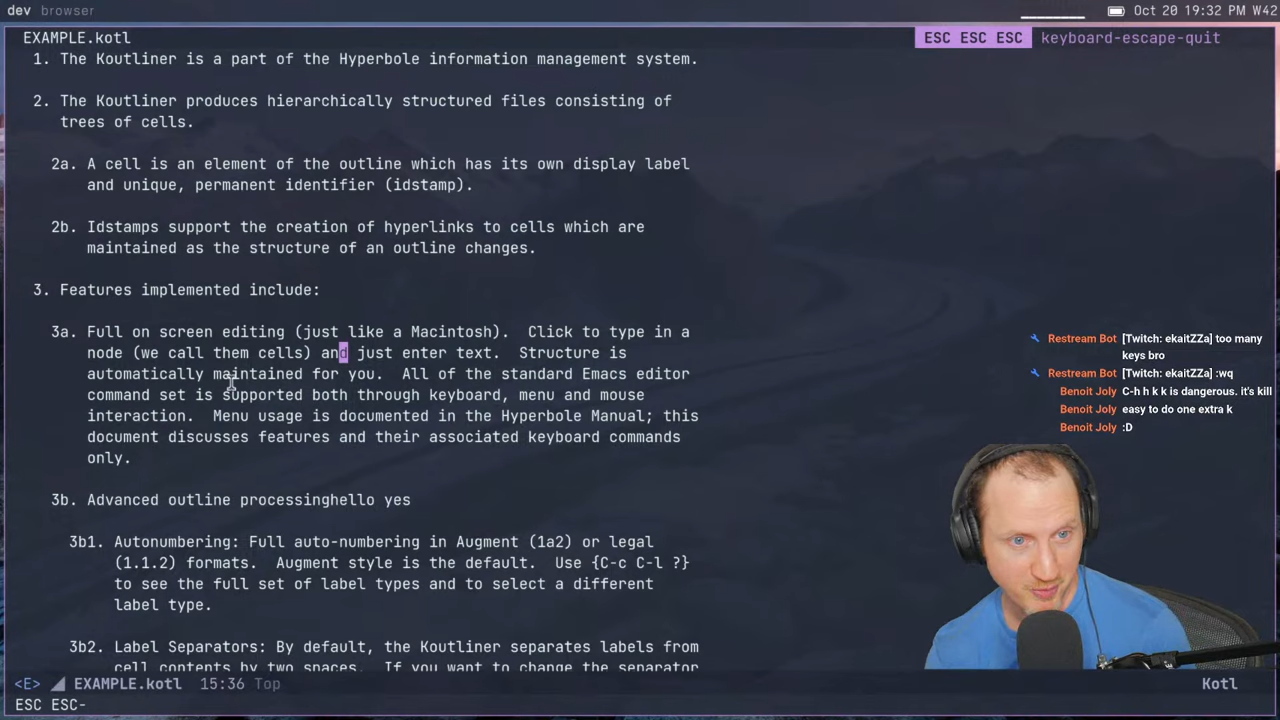 dev browser
Oct 20 19:32 PM W42
EXAMPLE.kotl
ESC ESC ESC keyboard-escape-quit
1. The Koutliner is a part of the Hyperbole information management system.
2. The Koutliner produces hierarchically structured files consisting of
trees of cells.
2a. A cell is an element of the outline which has its own display label
and unique, permanent identifier (idstamp).
2b. Idstamps support the creation of hyperlinks to cells which are
maintained as the structure of an outline changes.
3. Features implemented include:
3a. Full on screen editing (just like a Macintosh).  Click to type in a
node (we call them cells) and just enter text.  Structure is
automatically maintained for you.  All of the standard Emacs editor
command set is supported both through keyboard, menu and mouse
interaction.  Menu usage is documented in the Hyperbole Manual; this
document discusses features and their associated keyboard commands
only.
3b. Advanced outline processinghello yes
3b1. Autonumbering: Full auto-numbering in Augment (1a2) or legal
(1.1.2) formats.  Augment style is the default.  Use {C-c C-l ?}
to see the full set of label types and to select a different
label type.
3b2. Label Separators: By default, the Koutliner separates labels from
cell contents by two spaces.  If you want to change the separator
Restream Bot [Twitch: ekaitZZa] too many
keys bro
Restream Bot [Twitch: ekaitZZa] :wq
Benoit Joly C-h h k k is dangerous. it's kill
Benoit Joly easy to do one extra k
Benoit Joly :D
<E> EXAMPLE.kotl 15:36 Top
Kotl
ESC ESC-